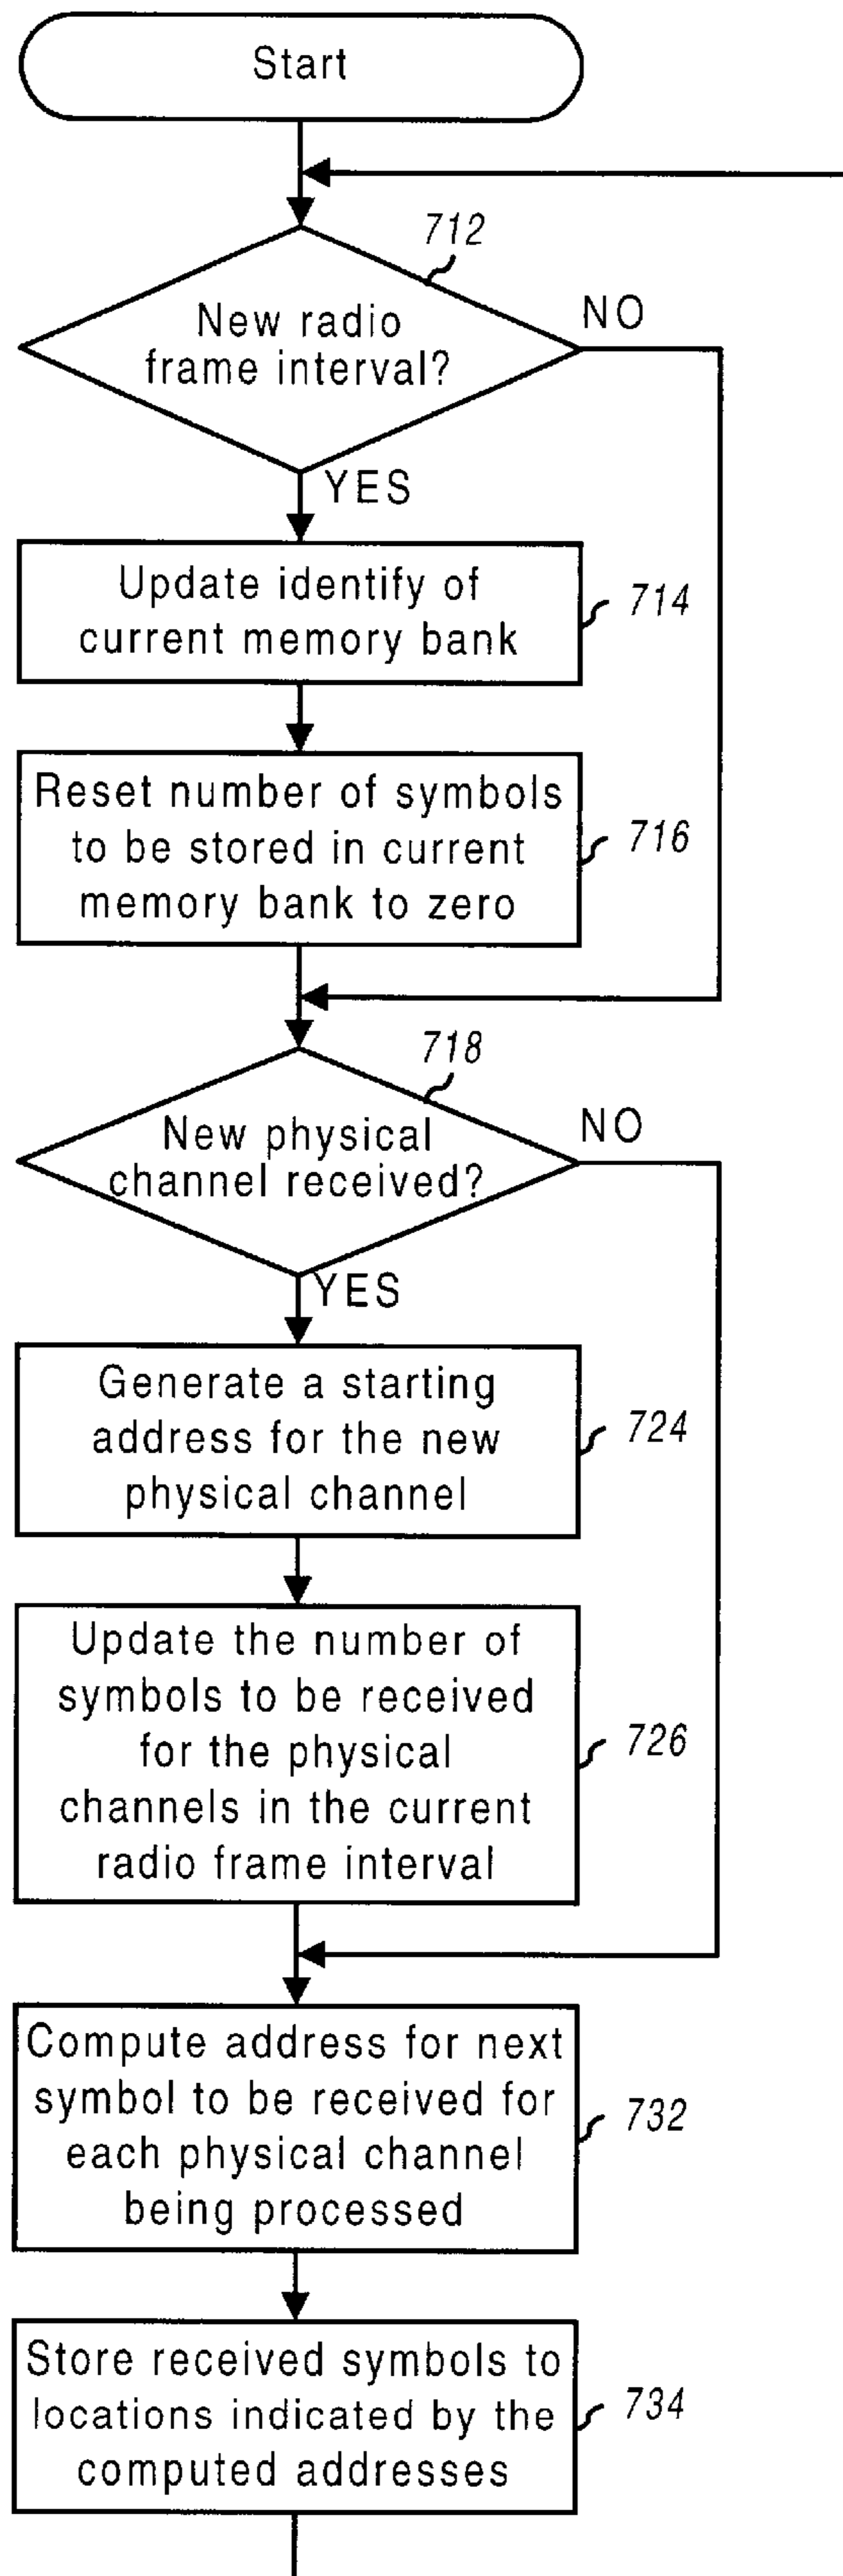 Start
712
New radio
frame interval?
NO
YES
Update identify of
current memory bank
714
Reset number of symbols
to be stored in current
memory bank to zero
716
718
New physical
channel received?
NO
YES
Generate a starting
address for the new
physical channel
724
Update the number of
symbols to be received
for the physical
channels in the current
radio frame interval
726
Compute address for next
symbol to be received for
each physical channel
being processed
732
Store received symbols to
locations indicated by the
computed addresses
734